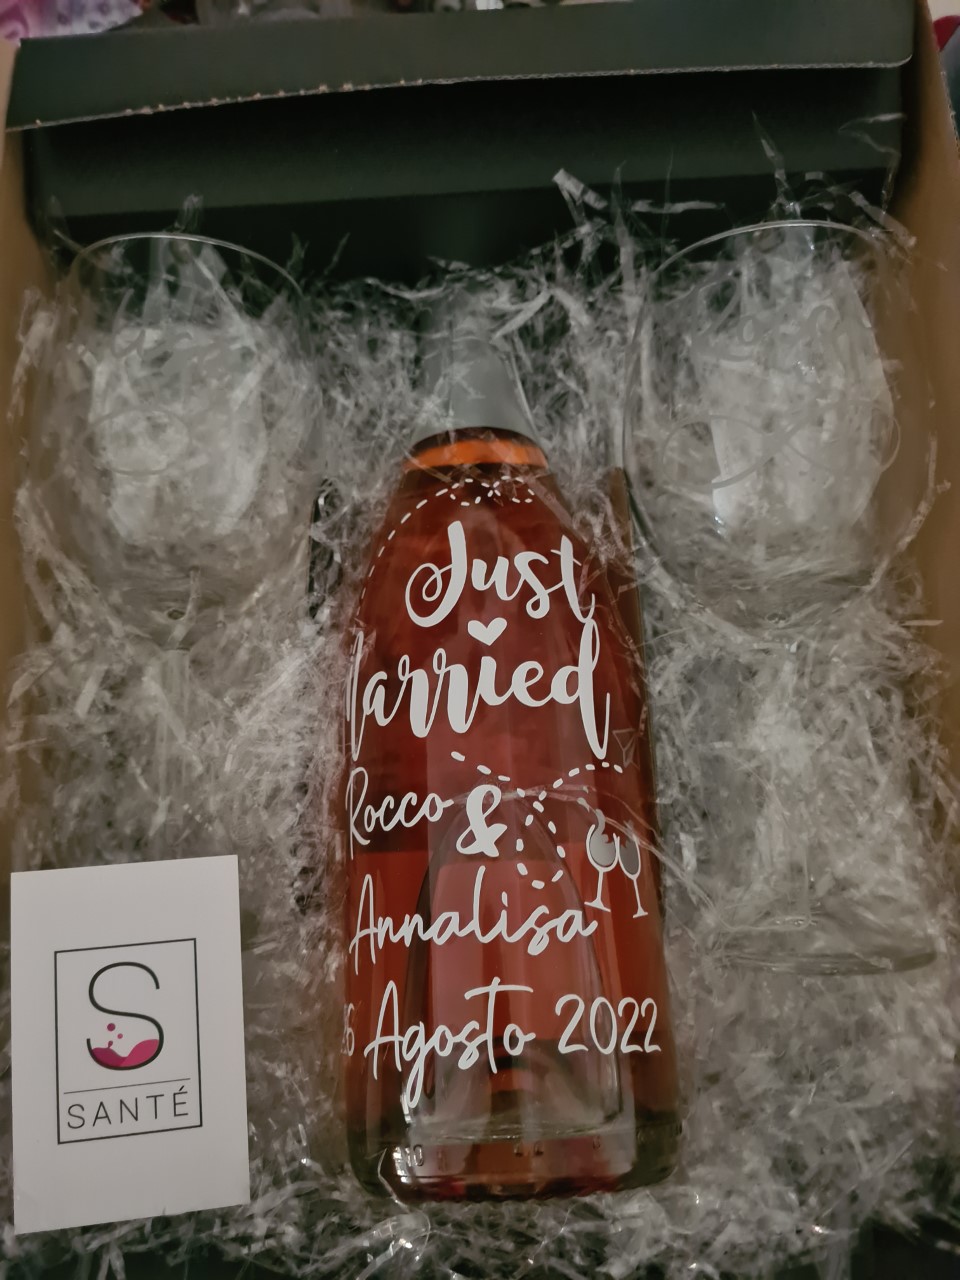 Just
Married
Rocco &
Annalisa
Agosto 2022
S
SANTÉ